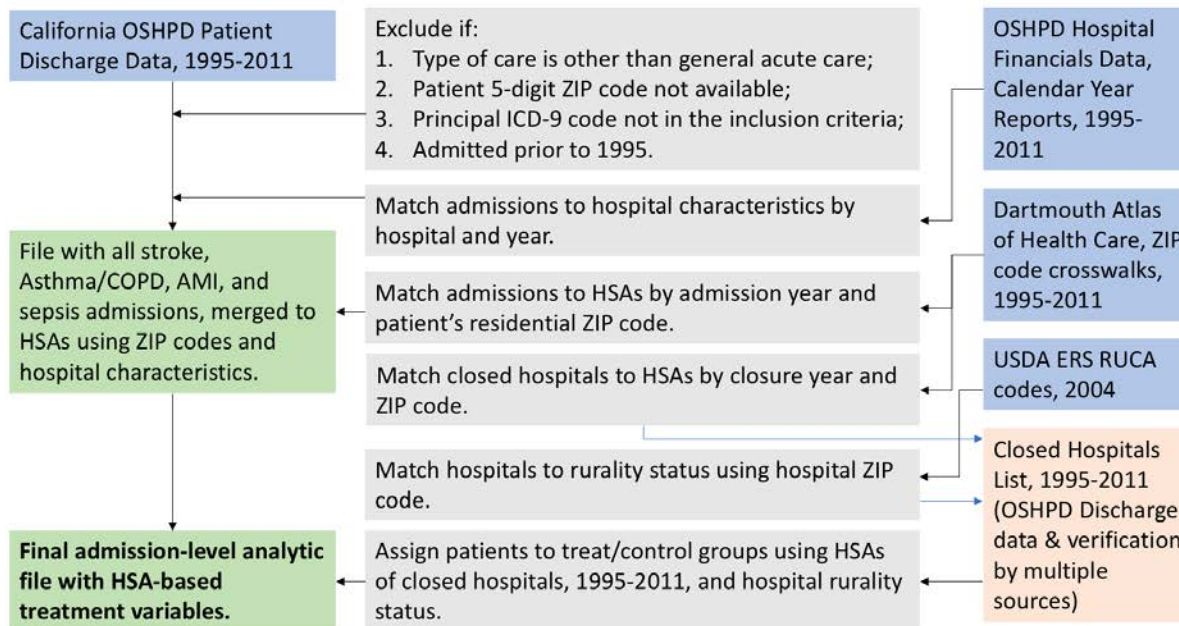 California OSHPD Patient
Discharge Data, 1995-2011
Exclude if:
1. Type of care is other than general acute care;
2. Patient 5-digit ZIP code not available;
3. Principal ICD-9 code not in the inclusion criteria;
4. Admitted prior to 1995.
OSHPD Hospital
Financials Data,
Calendar Year
Reports, 1995-
2011
Match admissions to hospital characteristics by
hospital and year.
Dartmouth Atlas
of Health Care, ZIP
code crosswalks,
1995-2011
File with all stroke,
Asthma/COPD, AMI, and
sepsis admissions, merged to
HSAs using ZIP codes and
hospital characteristics.
Match admissions to HSAs by admission year and
patient's residential ZIP code.
Match closed hospitals to HSAs by closure year and
ZIP code.
USDA ERS RUCA
codes, 2004
Match hospitals to rurality status using hospital ZIP
code.
Closed Hospitals
List, 1995-2011
(OSHPD Discharge
data & verification
by multiple
sources)
Final admission-level analytic
file with HSA-based
treatment variables.
Assign patients to treat/control groups using HSAs
of closed hospitals, 1995-2011, and hospital rurality
status.